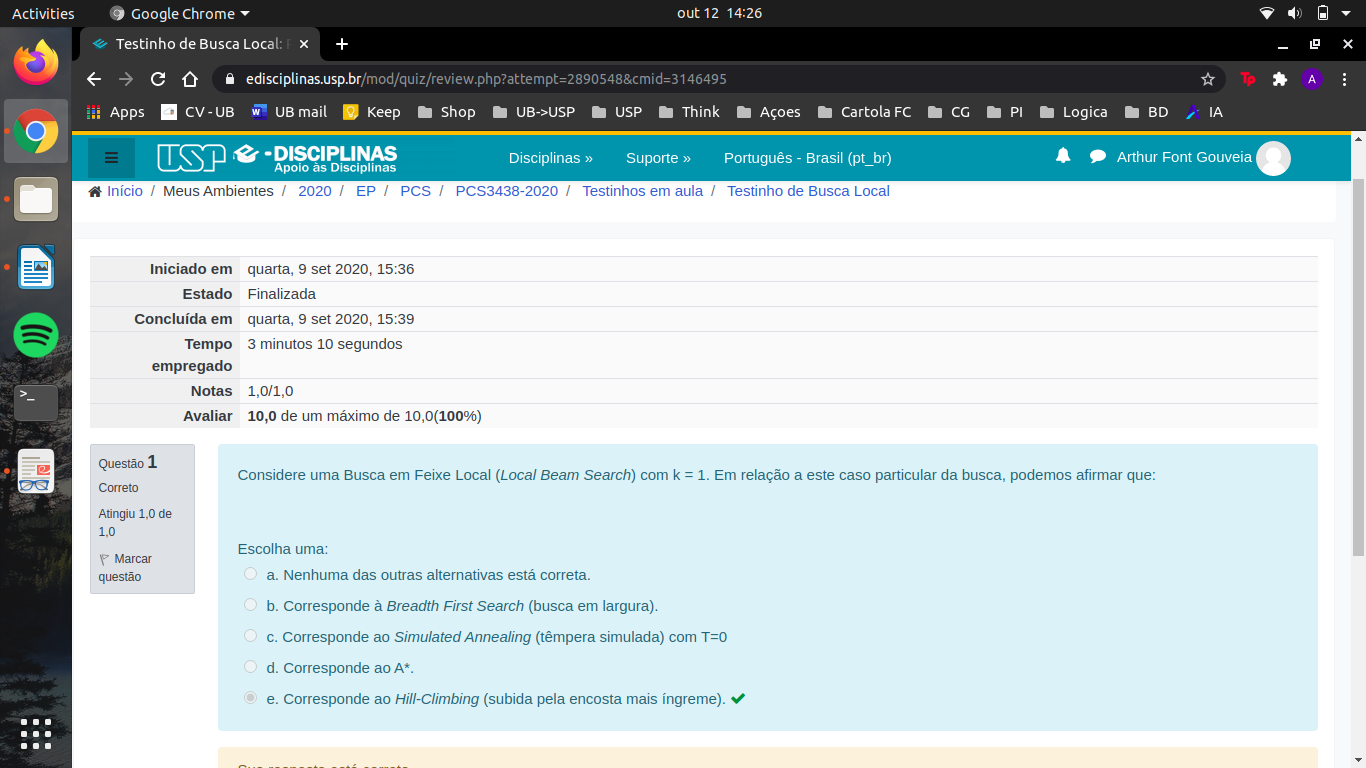 Activities
Google Chrome
out 12 14:26
Testinho de Busca Local:
edisciplinas.usp.br/mod/quiz/review.php?attempt=2890548&cmid=3146495
Tp
A
Apps
CV - UB
UB mail
Keep
Shop
UB->USP
USP
Think
Açoes
Cartola FC
CG
PI
Logica
BD
IA
USP e-DISCIPLINAS
Apoio às Disciplinas
Disciplinas »
Suporte »
Português - Brasil (pt_br)
Arthur Font Gouveia
Início / Meus Ambientes / 2020 / EP / PCS / PCS3438-2020 / Testinhos em aula / Testinho de Busca Local
Iniciado em quarta, 9 set 2020, 15:36
Estado Finalizada
Concluída em quarta, 9 set 2020, 15:39
Tempo 3 minutos 10 segundos
empregado
Notas 1,0/1,0
Avaliar 10,0 de um máximo de 10,0(100%)
Questão 1
Correto
Atingiu 1,0 de
1,0
Marcar
questão
Considere uma Busca em Feixe Local (Local Beam Search) com k = 1. Em relação a este caso particular da busca, podemos afirmar que:
Escolha uma:
a. Nenhuma das outras alternativas está correta.
b. Corresponde à Breadth First Search (busca em largura).
c. Corresponde ao Simulated Annealing (têmpera simulada) com T=0
d. Corresponde ao A*.
e. Corresponde ao Hill-Climbing (subida pela encosta mais íngreme).
Sua resposta está correta.